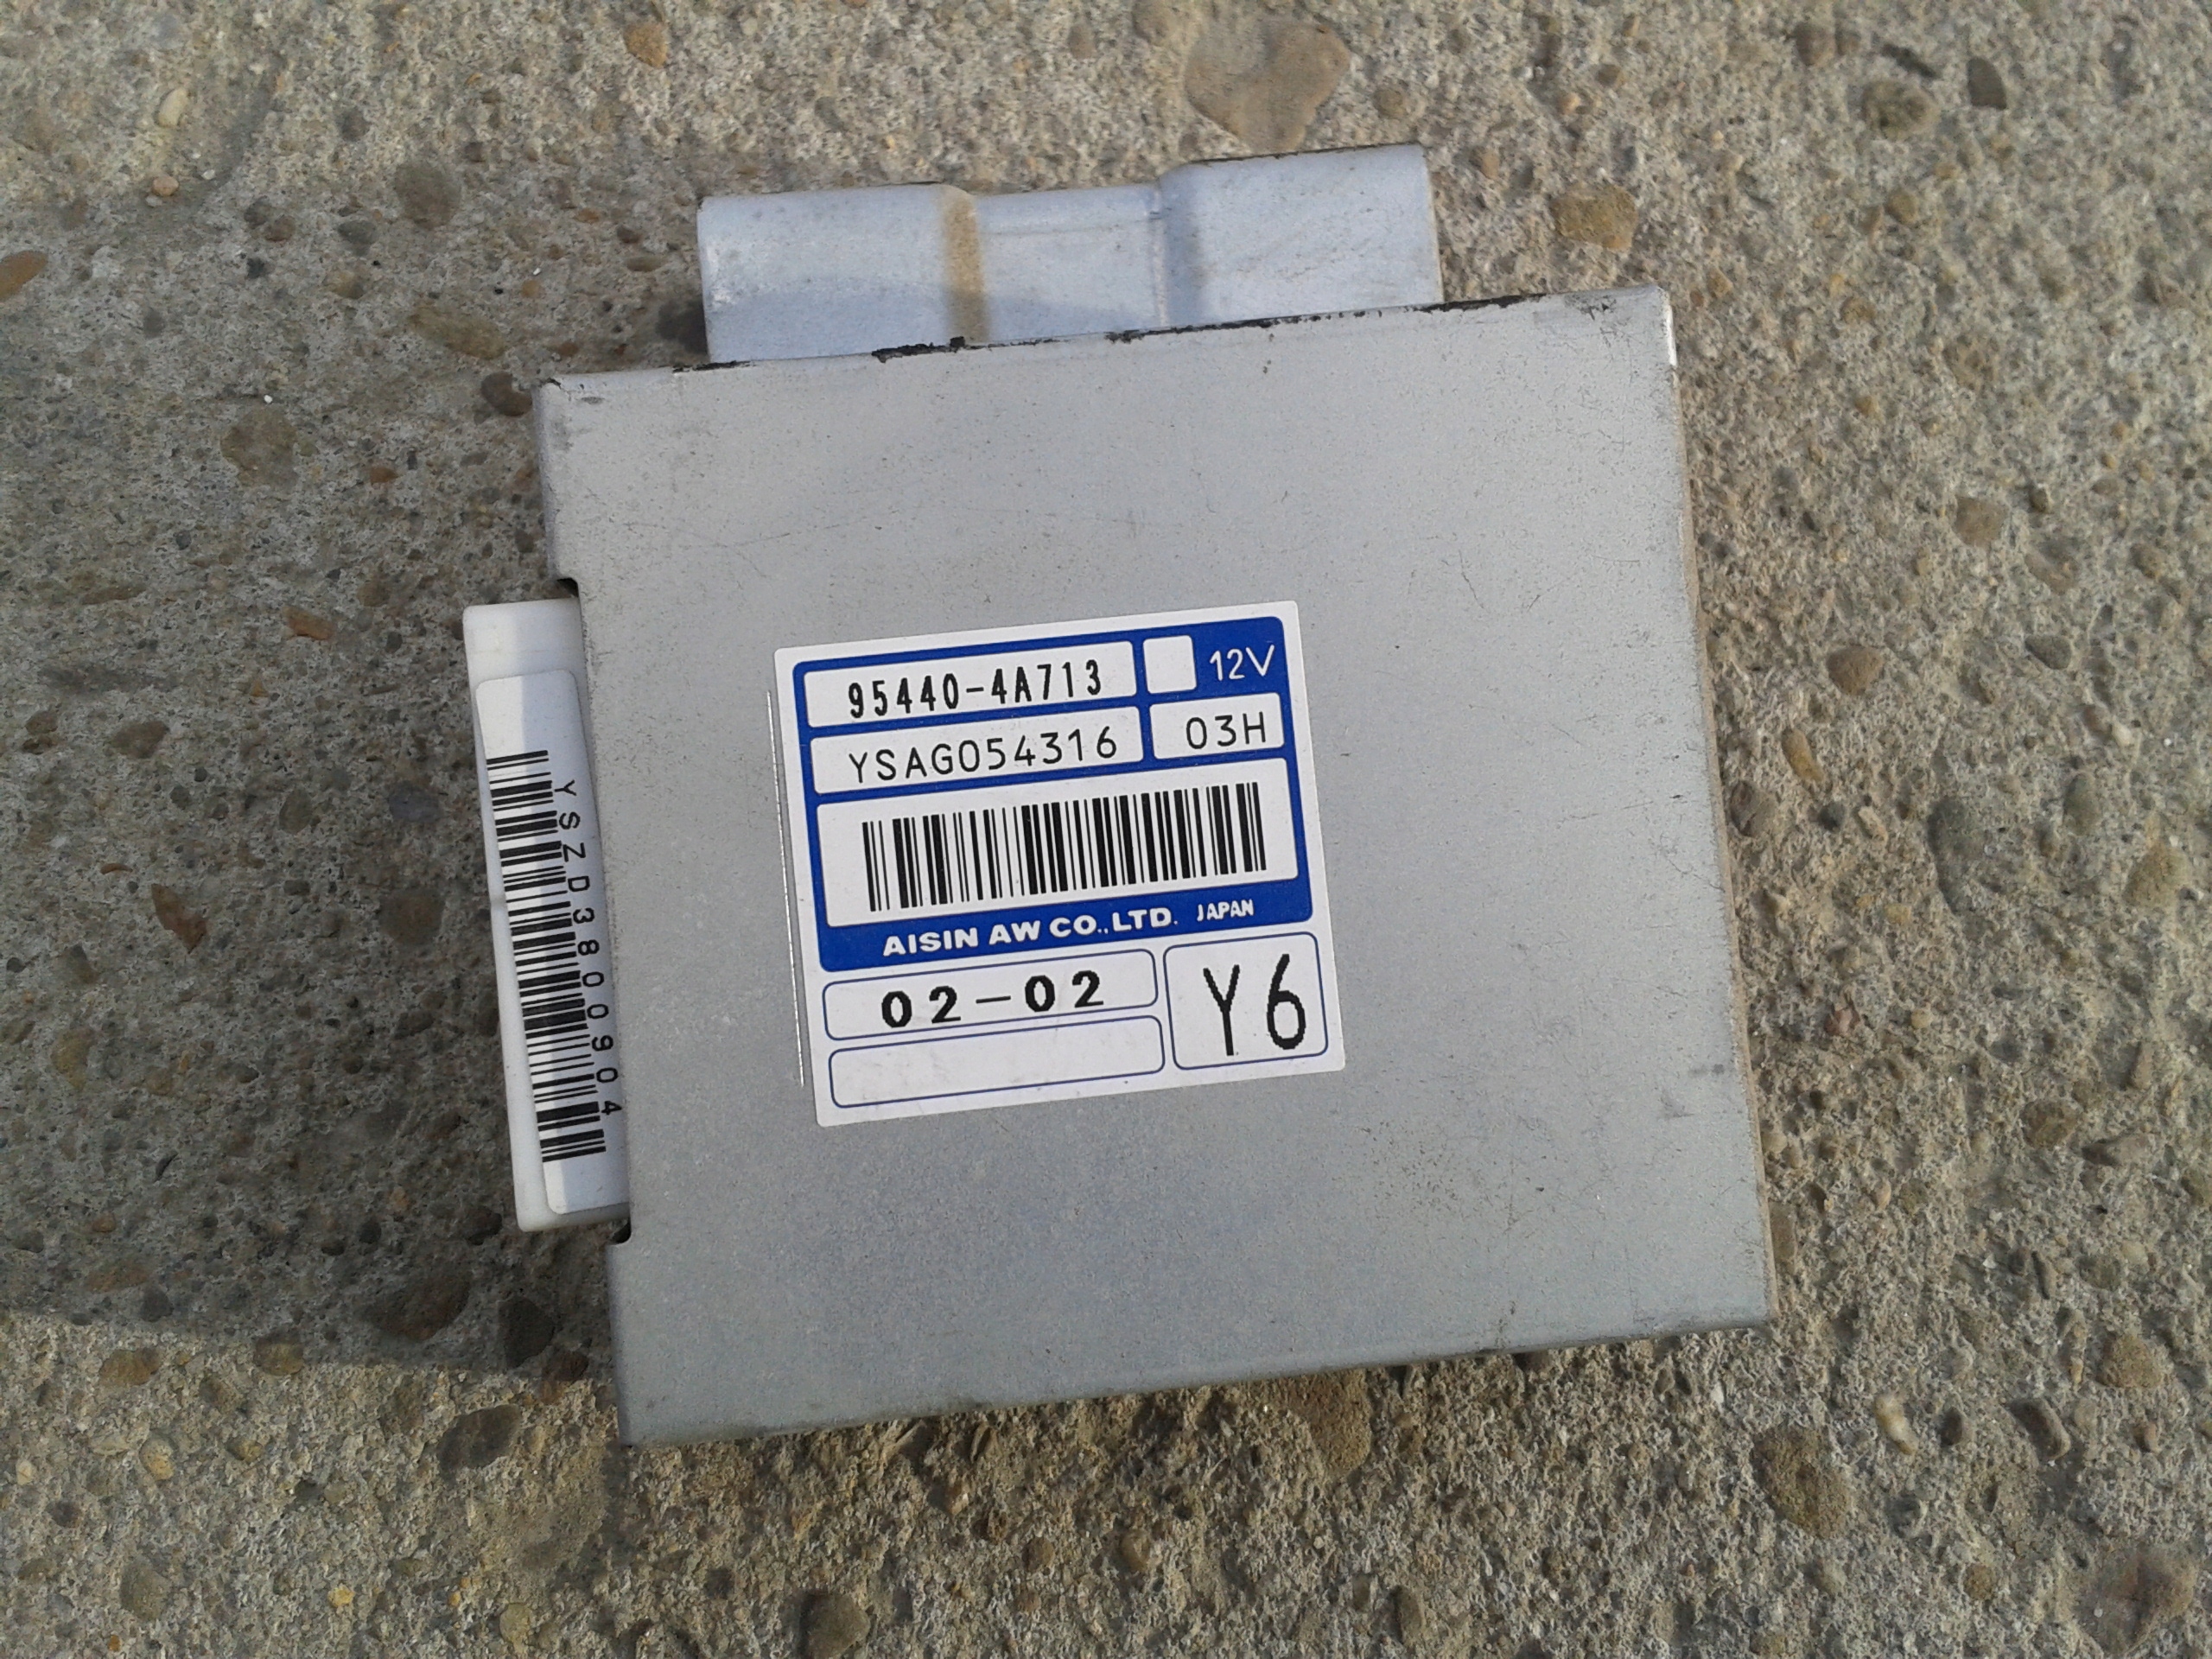 95440-4A713
12V
YSAG054316
03H
AISIN AW CO.,LTD. JAPAN
02-02
Y6
YSZD3800904